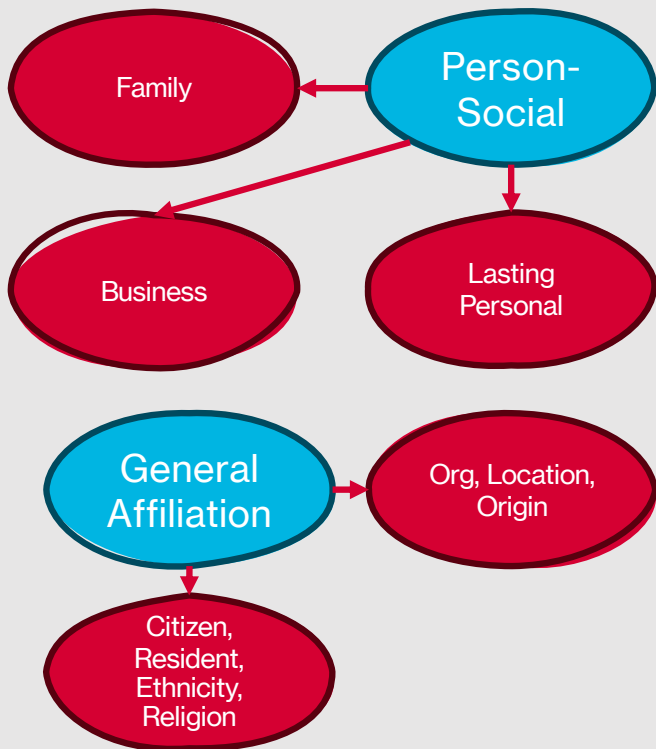 Family
Person-
Social
Business
Lasting
Personal
General
Affiliation
Org, Location,
Origin
Citizen,
Resident,
Ethnicity,
Religion